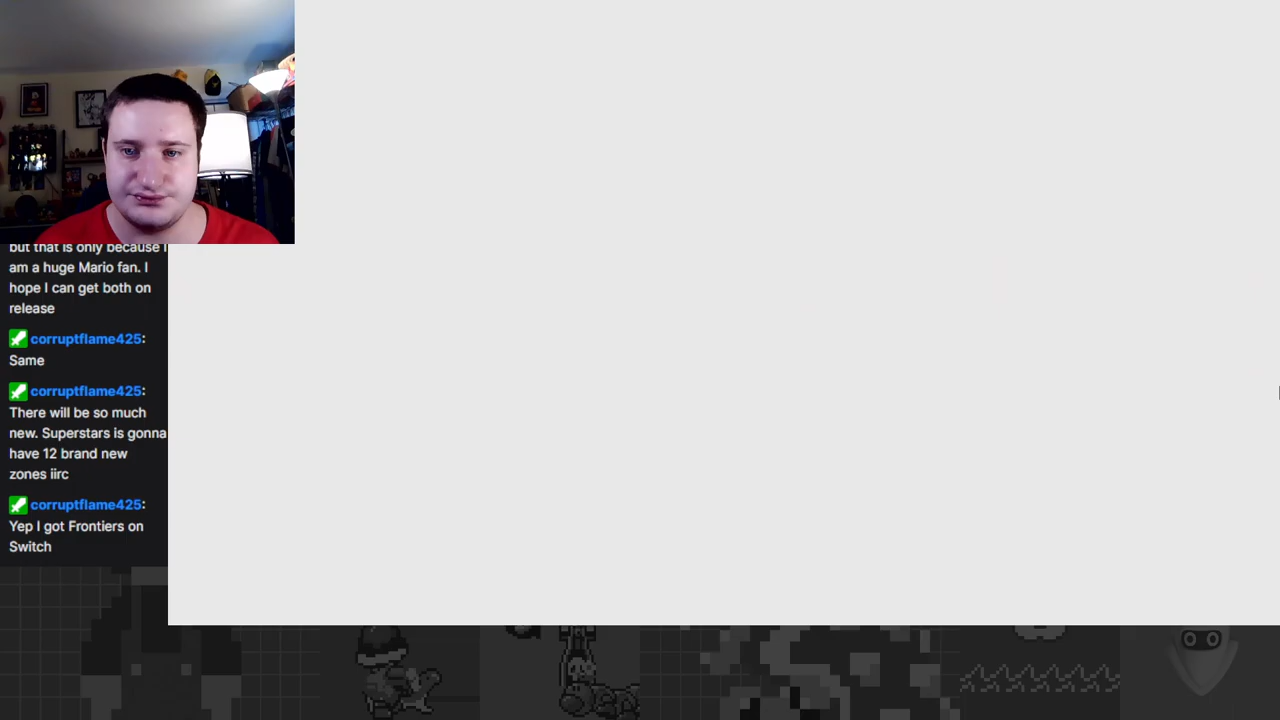 but that is only because I
am a huge Mario fan. I
hope I can get both on
release
corruptflame425:
Same
corruptflame425:
There will be so much
new. Superstars is gonna
have 12 brand new
zones iirc
corruptflame425:
Yep I got Frontiers on
Switch